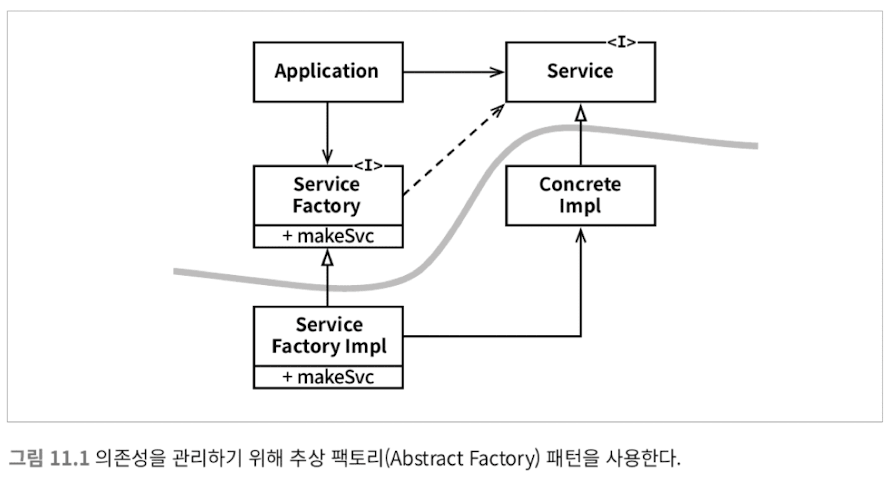 Application
<I>
Service
<I>
Service
Factory
+ makeSvc
Concrete
Impl
Service
Factory Impl
+ makeSvc
그림 11.1 의존성을 관리하기 위해 추상 팩토리(Abstract Factory) 패턴을 사용한다.